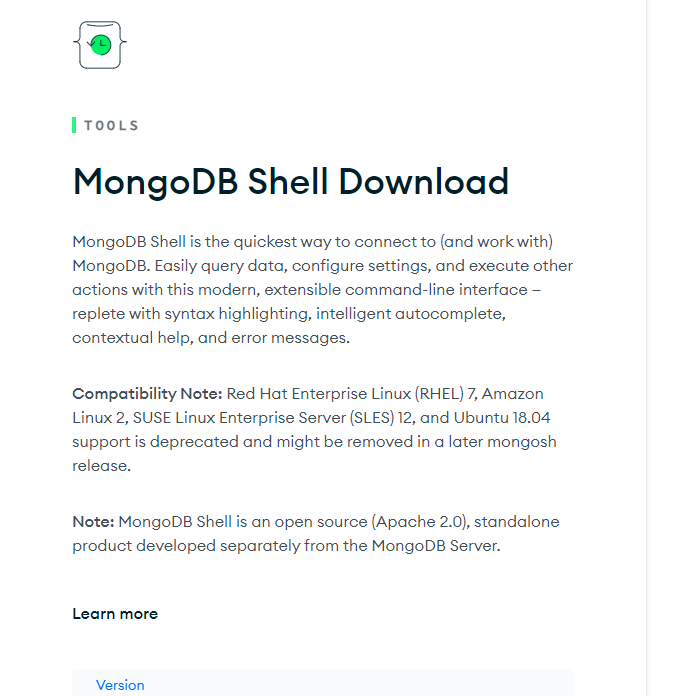 TOOLS
MongoDB Shell Download
MongoDB Shell is the quickest way to connect to (and work with)
MongoDB. Easily query data, configure settings, and execute other
actions with this modern, extensible command-line interface —
replete with syntax highlighting, intelligent autocomplete,
contextual help, and error messages.
Compatibility Note: Red Hat Enterprise Linux (RHEL) 7, Amazon
Linux 2, SUSE Linux Enterprise Server (SLES) 12, and Ubuntu 18.04
support is deprecated and might be removed in a later mongosh
release.
Note: MongoDB Shell is an open source (Apache 2.0), standalone
product developed separately from the MongoDB Server.
Learn more
Version